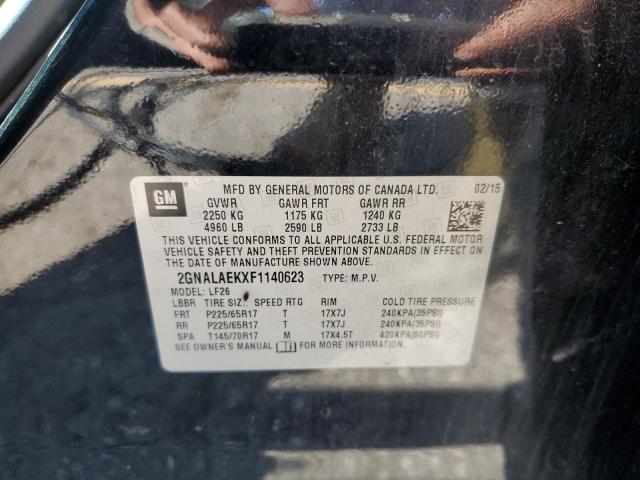 GM
MFD BY GENERAL MOTORS OF CANADA LTD. 02/15
GVWR GAWR FRT GAWR RR
2250 KG 1175 KG 1240 KG
4960 LB 2590 LB 2733 LB
THIS VEHICLE CONFORMS TO ALL APPLICABLE U.S. FEDERAL MOTOR
VEHICLE SAFETY AND THEFT PREVENTION STANDARDS IN EFFECT ON
THE DATE OF MANUFACTURE SHOWN ABOVE.
2GNALAEKXF1140623 TYPE: M.P.V.
MODEL: LF26
LBBR TIRE SIZE SPEED RTG RIM COLD TIRE PRESSURE
FRT P225/65R17 T 17X7J 240KPA(35PSI)
RR P225/65R17 T 17X7J 240KPA(35PSI)
SPA T145/70R17 M 17X4.5T 420KPA(60PSI)
SEE OWNER'S MANUAL FOR MORE INFORMATION.